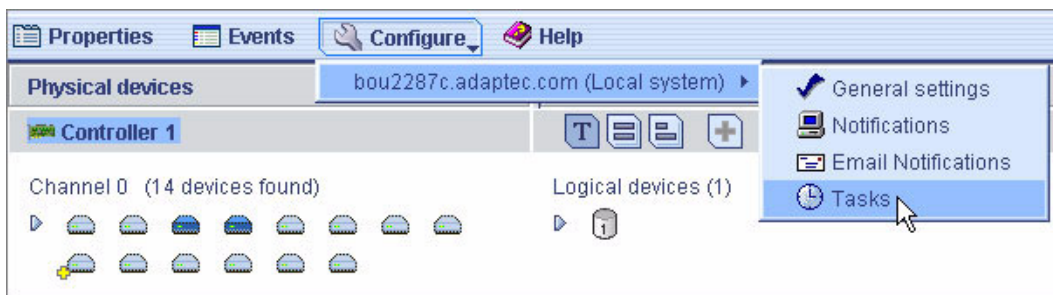 Properties Events Configure Help
Physical devices
bou2287c.adaptec.com (Local system)
General settings
Notifications
Email Notifications
Tasks
Controller 1
T
Channel 0 (14 devices found)
Logical devices (1)
1